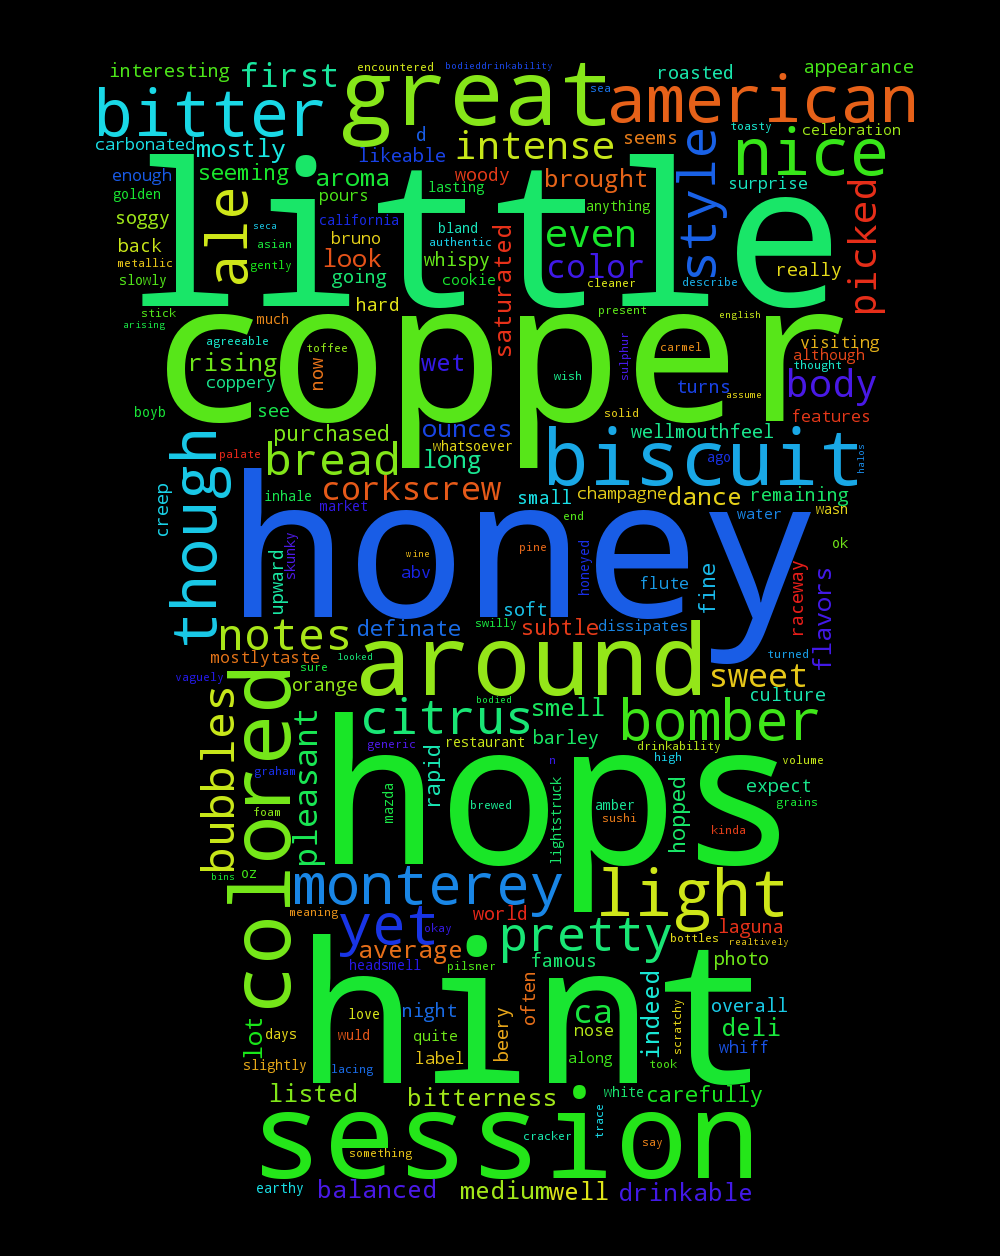 encountered bodieddrinkability
interesting first great sea roasted appearance
bitter american
carbonated mostly d likeable intense seems toasty celebration nice
enough seeming aroma woody brought style surprise picked
golden pours lasting anything
little
soggy ale seca california bland even
back asian bruno authentic saturated color really
metallic gently look whispy cleaner describe
slowly going cookie
stick hard present english
arising much
copper
agreeable toffee now wet wish sulphur carmel visiting
rising although
coppery turns assume thought body
boyb see solid features
purchased ounces wellmouthfeel
though palate bread whatsoever long biscuit ago halos
corkscrew
creep inhale market small champagne dance remaining
honey
end water wasn
skunky wine pine honeyed ok
upward abv flute fine raceway flavors
soft
notes definate swilly subtle dissipates
mostlytaste looked around turned
vaguely sure sweet
colored orange bodied culture
bubbles pleasant citrus smell bomber
generic restaurant barley drinkability
graham rapid n high volume
hops
mazda brewed lightstruck amber hopped expect
foam sushi grains
kinda
bins oz monterey light
meaning yet world
okay pretty laguna
average bottles realtively
headsmell pilsner famous photo
hint
love night often ca indeed overall
lot days wuld quite beery nose scratchy deli
slightly label along whiff
lacing took
listed bitterness white carefully
session
cracker trace say
something
earthy balanced medium well drinkable